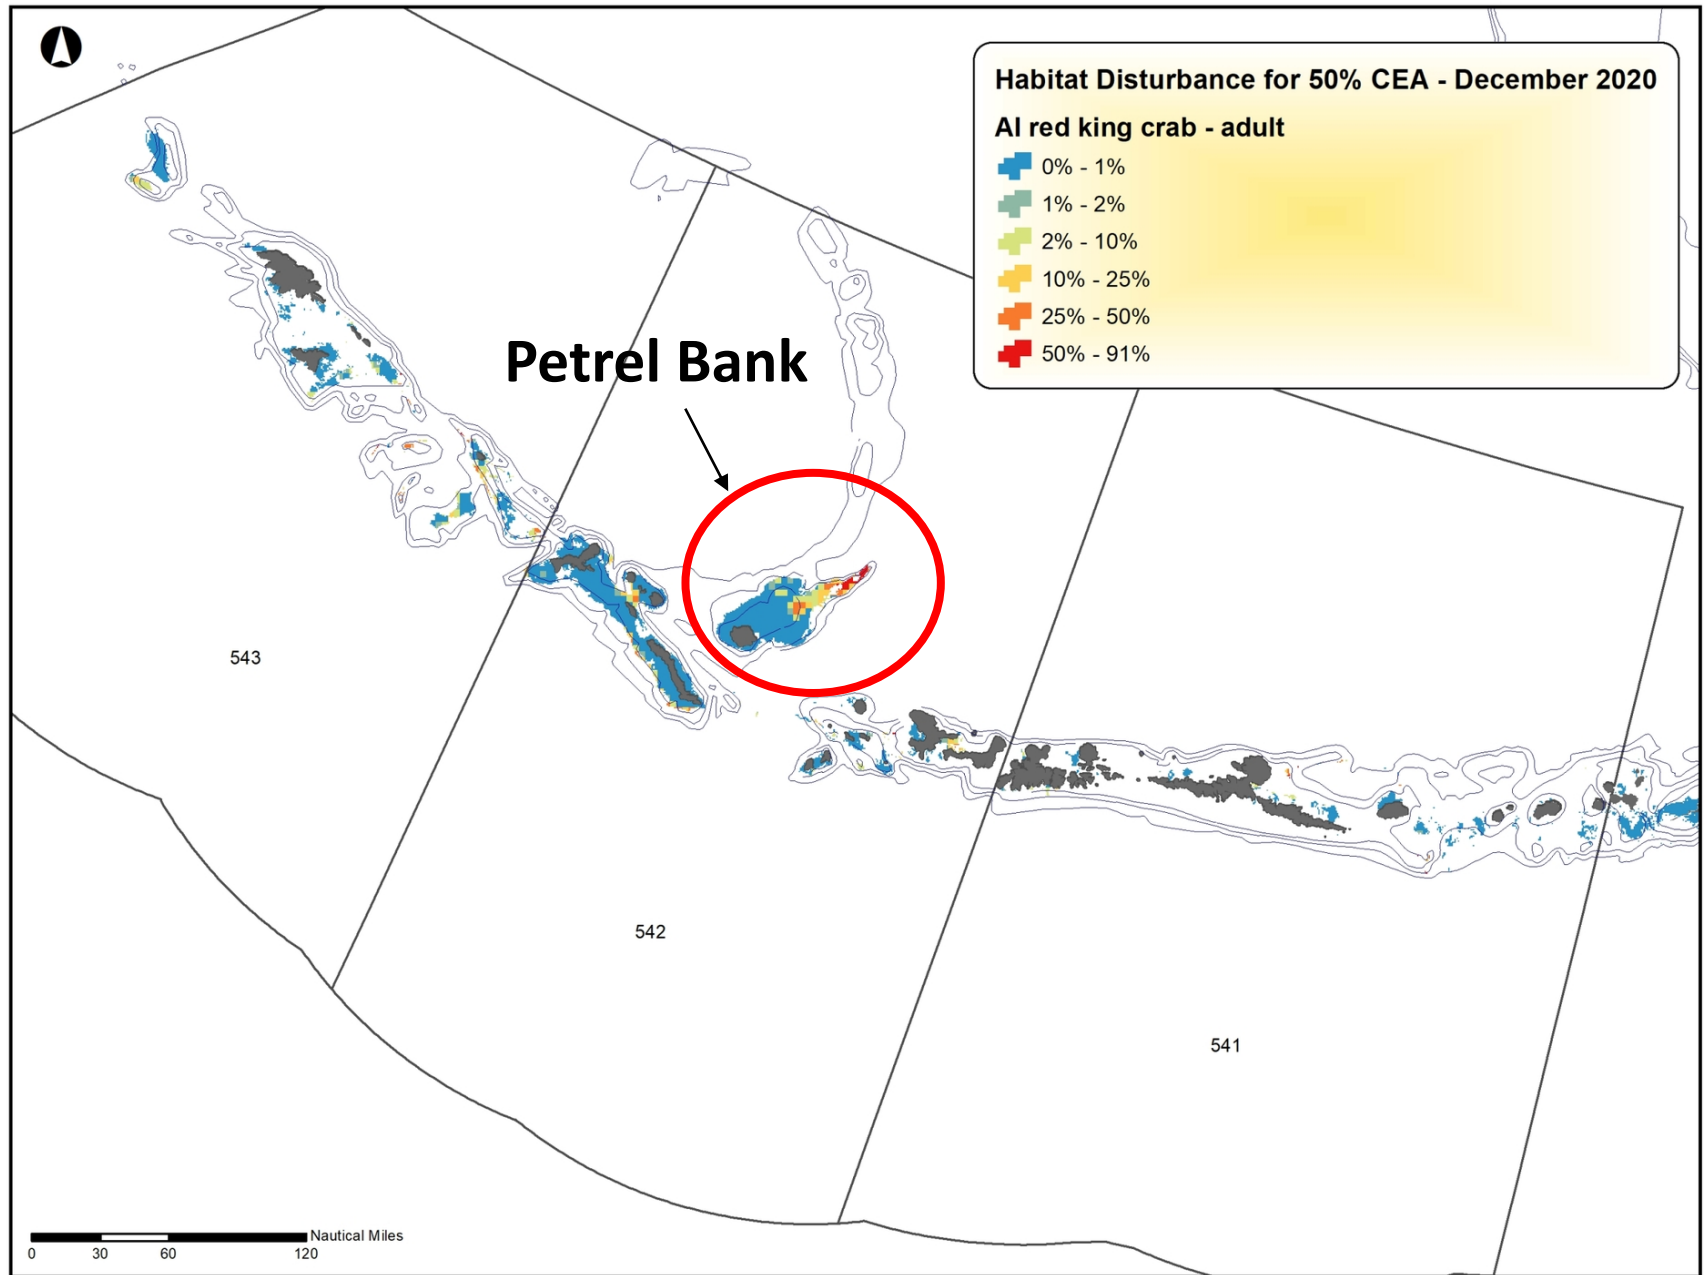 Habitat Disturbance for 50% CEA - December 2020
AI red king crab - adult
0% - 1%
1% - 2%
2% - 10%
10% - 25%
25% - 50%
50% - 91%
Petrel Bank
543
542
541
Nautical Miles
0 30 60 120